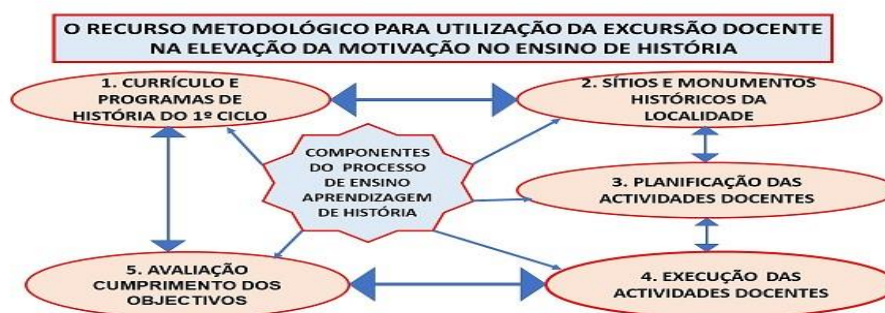 O RECURSO METODOLÓGICO PARA UTILIZAÇÃO DA EXCURSÃO DOCENTE
NA ELEVAÇÃO DA MOTIVAÇÃO NO ENSINO DE HISTÓRIA
1. CURRÍCULO E
PROGRAMAS DE
HISTÓRIA DO 1º CICLO
2. SÍTIOS E MONUMENTOS
HISTÓRICOS DA
LOCALIDADE
COMPONENTES
DO PROCESSO
DE ENSINO
APRENDIZAGEM
DE HISTÓRIA
3. PLANIFICAÇÃO DAS
ACTIVIDADES DOCENTES
5. AVALIAÇÃO
CUMPRIMENTO DOS
OBJECTIVOS
4. EXECUÇÃO DAS
ACTIVIDADES DOCENTES